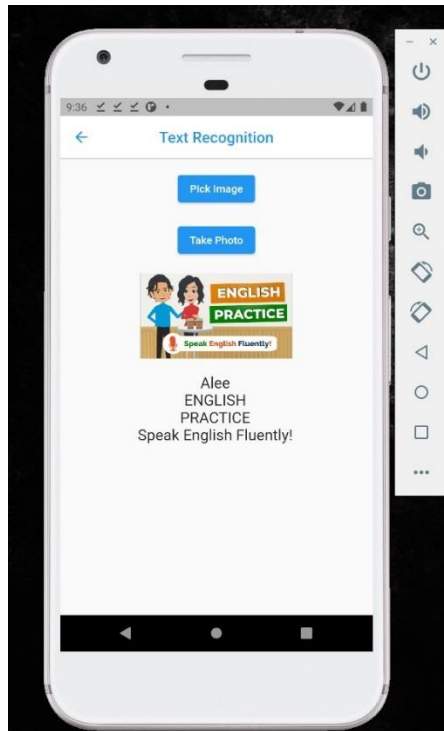 9:36
Text Recognition
Pick Image
Take Photo
ENGLISH
PRACTICE
Speak English Fluently!
Alee
ENGLISH
PRACTICE
Speak English Fluently!